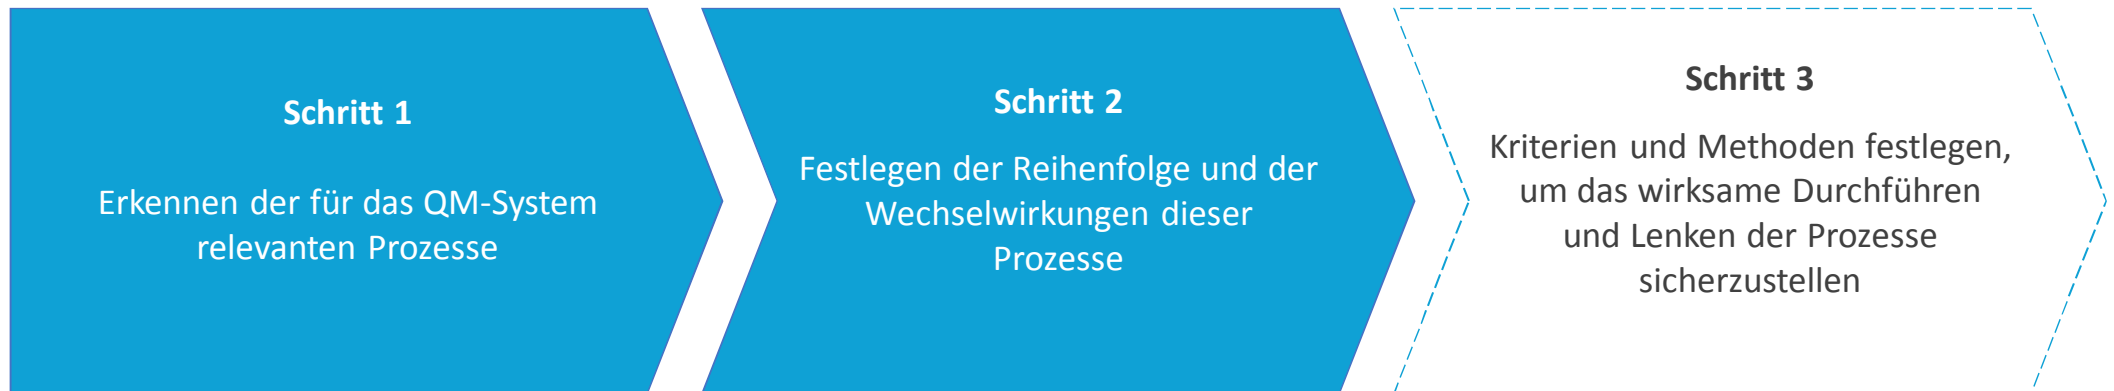 Schritt 1
Erkennen der für das QM-System
relevanten Prozesse
Schritt 2
Festlegen der Reihenfolge und der
Wechselwirkungen dieser
Prozesse
Schritt 3
Kriterien und Methoden festlegen,
um das wirksame Durchführen
und Lenken der Prozesse
sicherzustellen